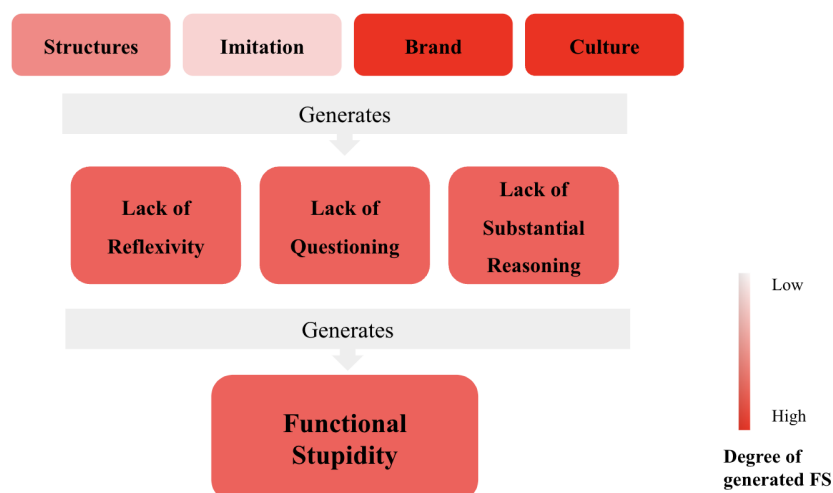 Structures
Imitation
Brand
Culture
Generates
Lack of
Reflexivity
Lack of
Questioning
Lack of
Substantial
Reasoning
Generates
Functional
Stupidity
Low
High
Degree of
generated FS